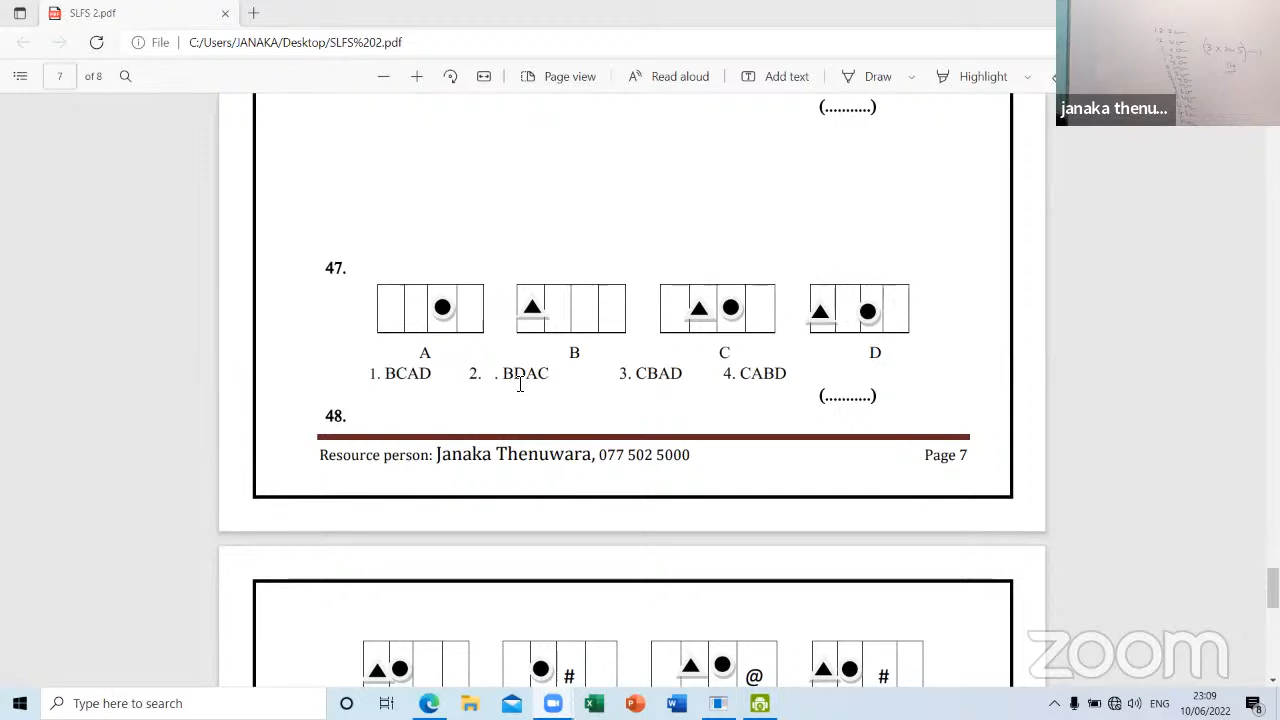 SLFS 2.pdf
File C:/Users/JANAKA/Desktop/SLFS%202.pdf
7 of 8 Page view Read aloud Add text Draw Highlight
janaka thenu...
(...........)
47.
A B C D
1. BCAD 2. . BDAC 3. CBAD 4. CABD
(...........)
48.
Resource person: Janaka Thenuwara, 077 502 5000 Page 7
# @ #
zoom
Type here to search
ENG
23:09
10/06/2022
8